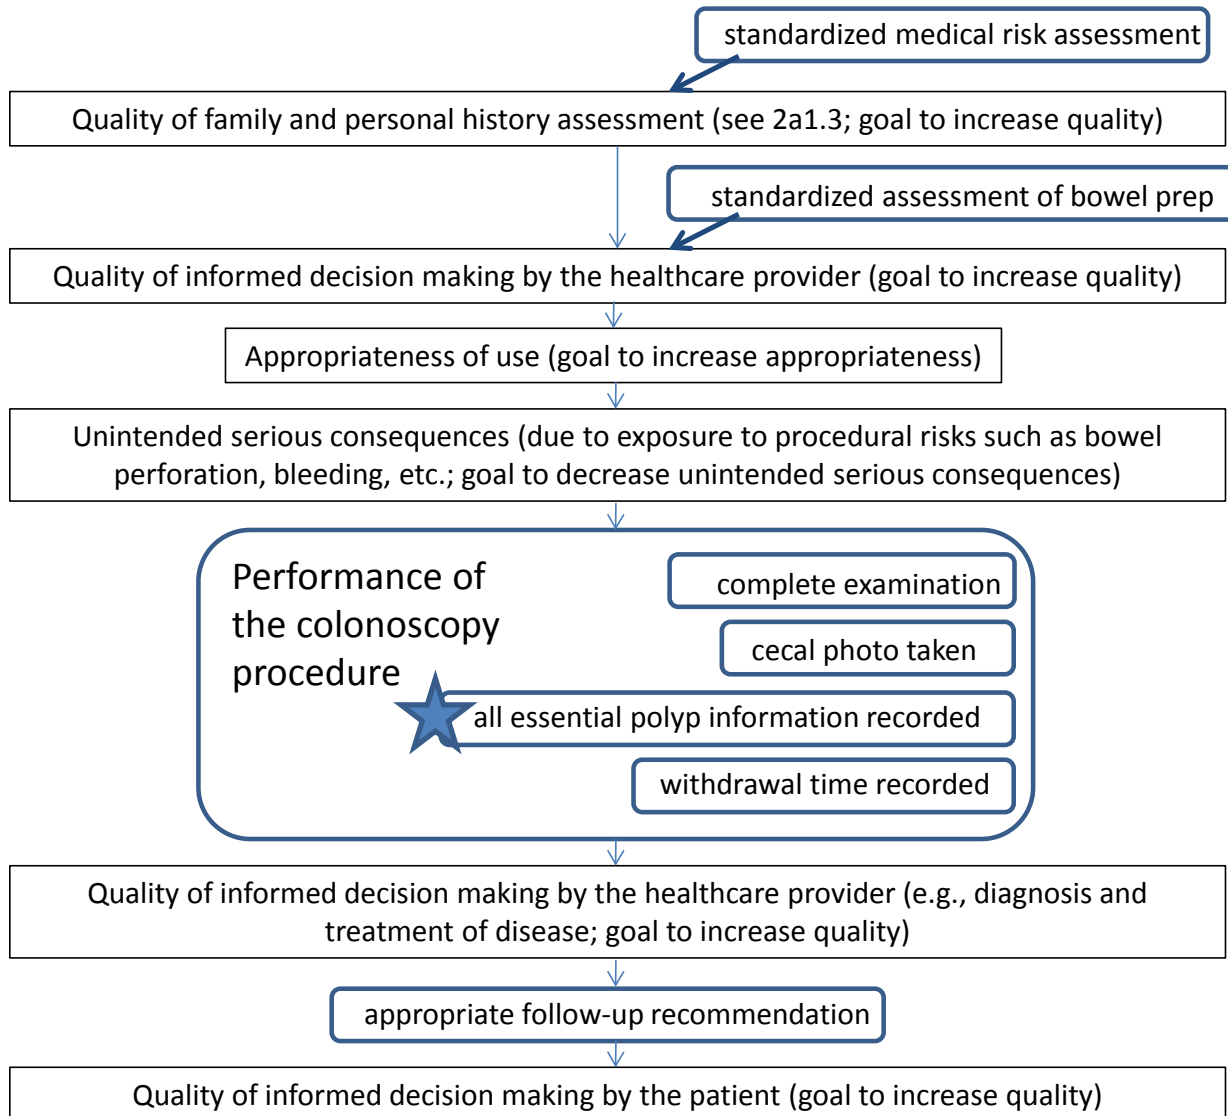 standardized medical risk assessment
Quality of family and personal history assessment (see 2a1.3; goal to increase quality)
standardized assessment of bowel prep
Quality of informed decision making by the healthcare provider (goal to increase quality)
Appropriateness of use (goal to increase appropriateness)
Unintended serious consequences (due to exposure to procedural risks such as bowel
perforation, bleeding, etc.; goal to decrease unintended serious consequences)
Performance of
the colonoscopy
procedure
complete examination
cecal photo taken
all essential polyp information recorded
withdrawal time recorded
Quality of informed decision making by the healthcare provider (e.g., diagnosis and
treatment of disease; goal to increase quality)
appropriate follow-up recommendation
Quality of informed decision making by the patient (goal to increase quality)